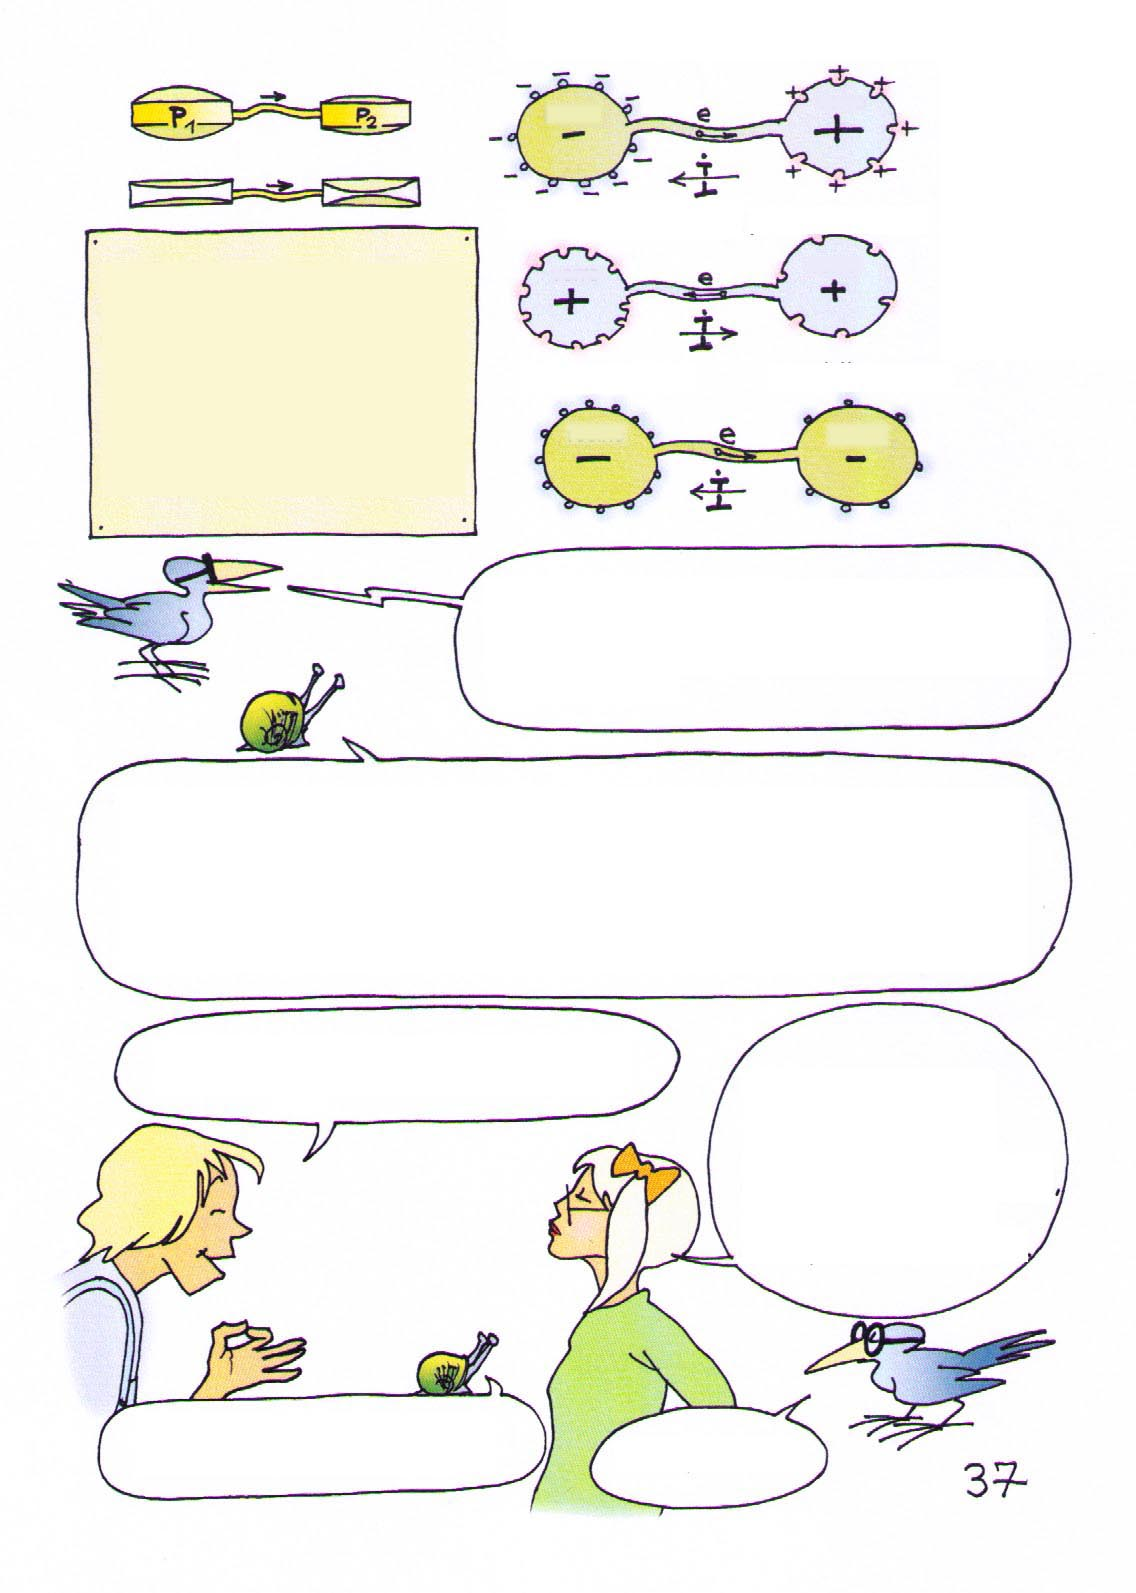 P1 P2
- - - - - - - - - - -
-
e
i
+ + + + + + + +
+
+
e
i
+
-
e
i
-
37